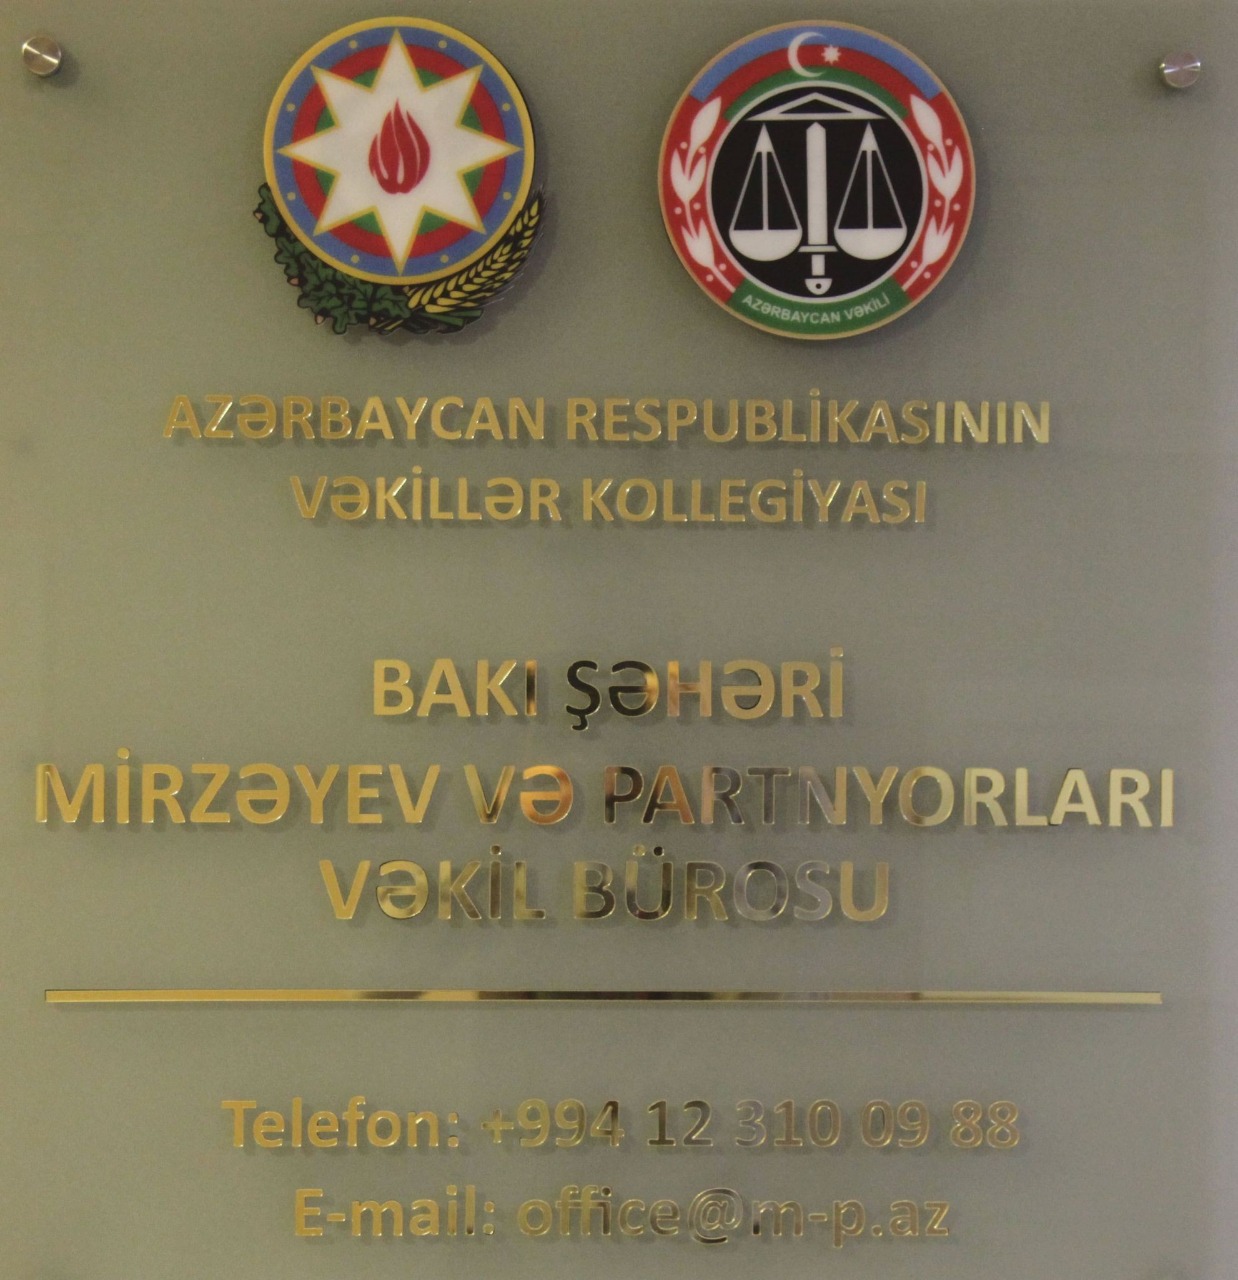 AZƏRBAYCAN VƏKİLİ
AZƏRBAYCAN RESPUBLİKASININ
VƏKİLLƏR KOLLEGİYASI
BAKI ŞƏHƏRİ
MİRZƏYEV VƏ PARTNYORLARI
VƏKİL BÜROSU
Telefon: +994 12 310 09 88
E-mail: office@m-p.az